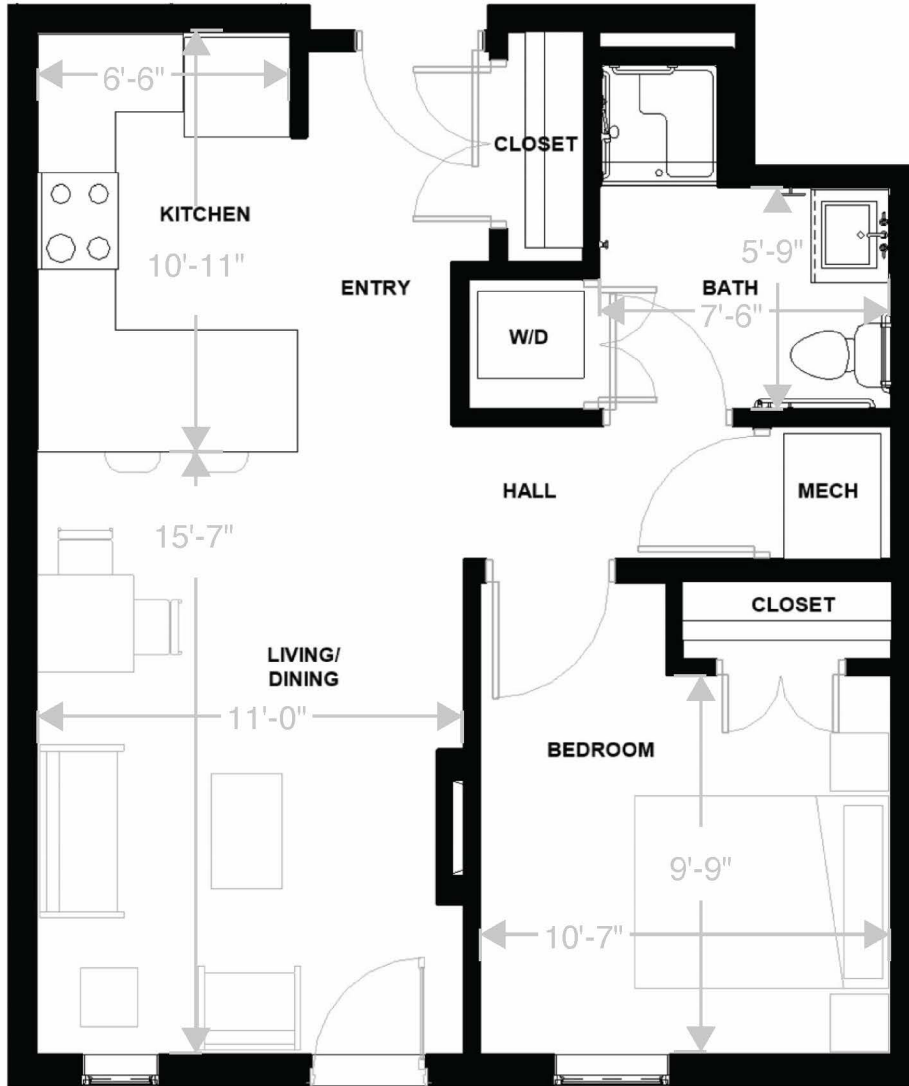 6'-6"
CLOSET
KITCHEN
10'-11"
5'-9"
ENTRY
BATH
7'-6"
W/D
HALL
MECH
15'-7"
CLOSET
LIVING/
DINING
11'-0"
BEDROOM
9'-9"
10'-7"